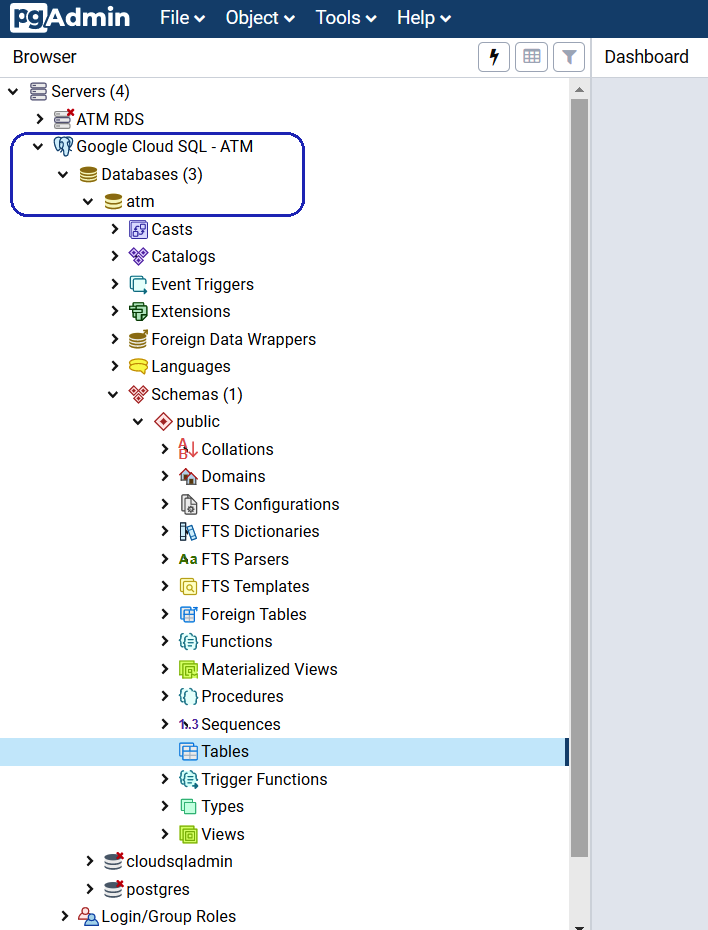 pgAdmin File Object Tools Help
Browser Dashboard
Servers (4)
ATM RDS
Google Cloud SQL - ATM
Databases (3)
atm
Casts
Catalogs
Event Triggers
Extensions
Foreign Data Wrappers
Languages
Schemas (1)
public
Collations
Domains
FTS Configurations
FTS Dictionaries
Aa FTS Parsers
FTS Templates
Foreign Tables
Functions
Materialized Views
Procedures
1..3 Sequences
Tables
Trigger Functions
Types
Views
cloudsqladmin
postgres
Login/Group Roles